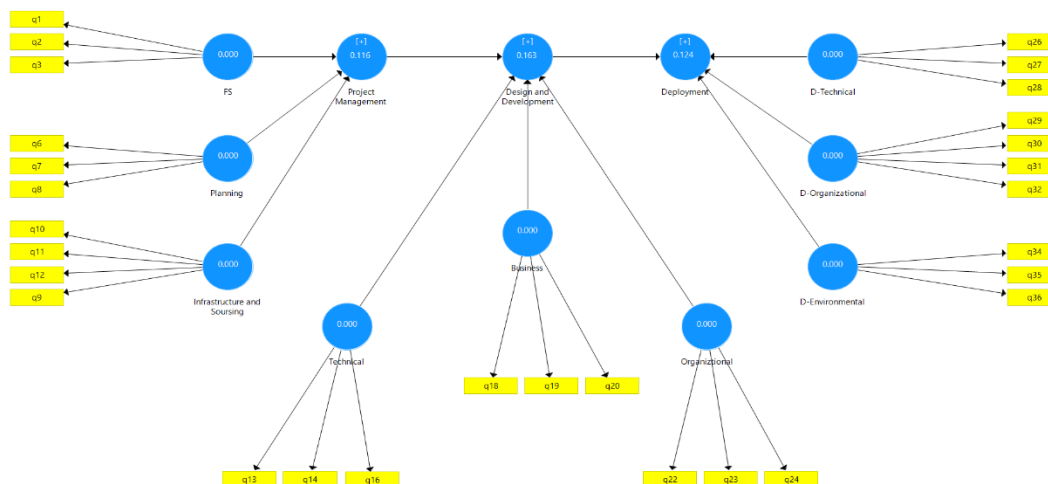 q1
q2
q3
0.000
FS
[+]
0.116
Project
Management
[+]
0.163
Design and
Development
[+]
0.124
Deployment
0.000
D-Technical
q26
q27
q28
q6
q7
q8
0.000
Planning
0.000
D-Organizational
q29
q30
q31
q32
q10
q11
q12
q9
0.000
Infrastructure and
Soursing
0.000
Business
0.000
D-Environmental
q34
q35
q36
0.000
Technical
0.000
Organiztional
q18
q19
q20
q13
q14
q16
q22
q23
q24